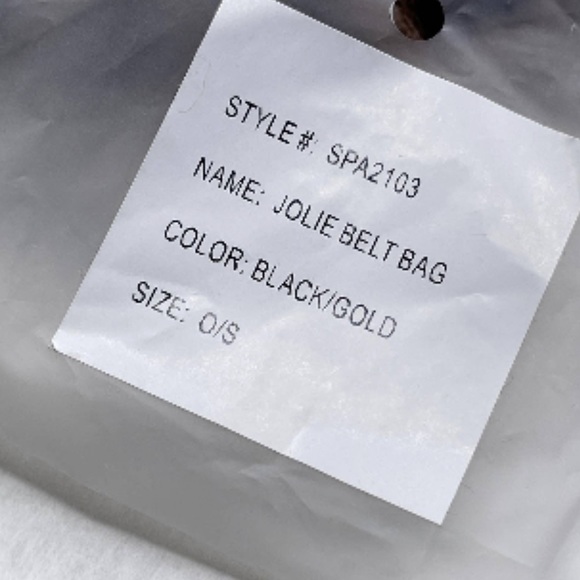 STYLE#: SPA2103
NAME: JOLIE BELT BAG
COLOR: BLACK/GOLD
SIZE: O/S